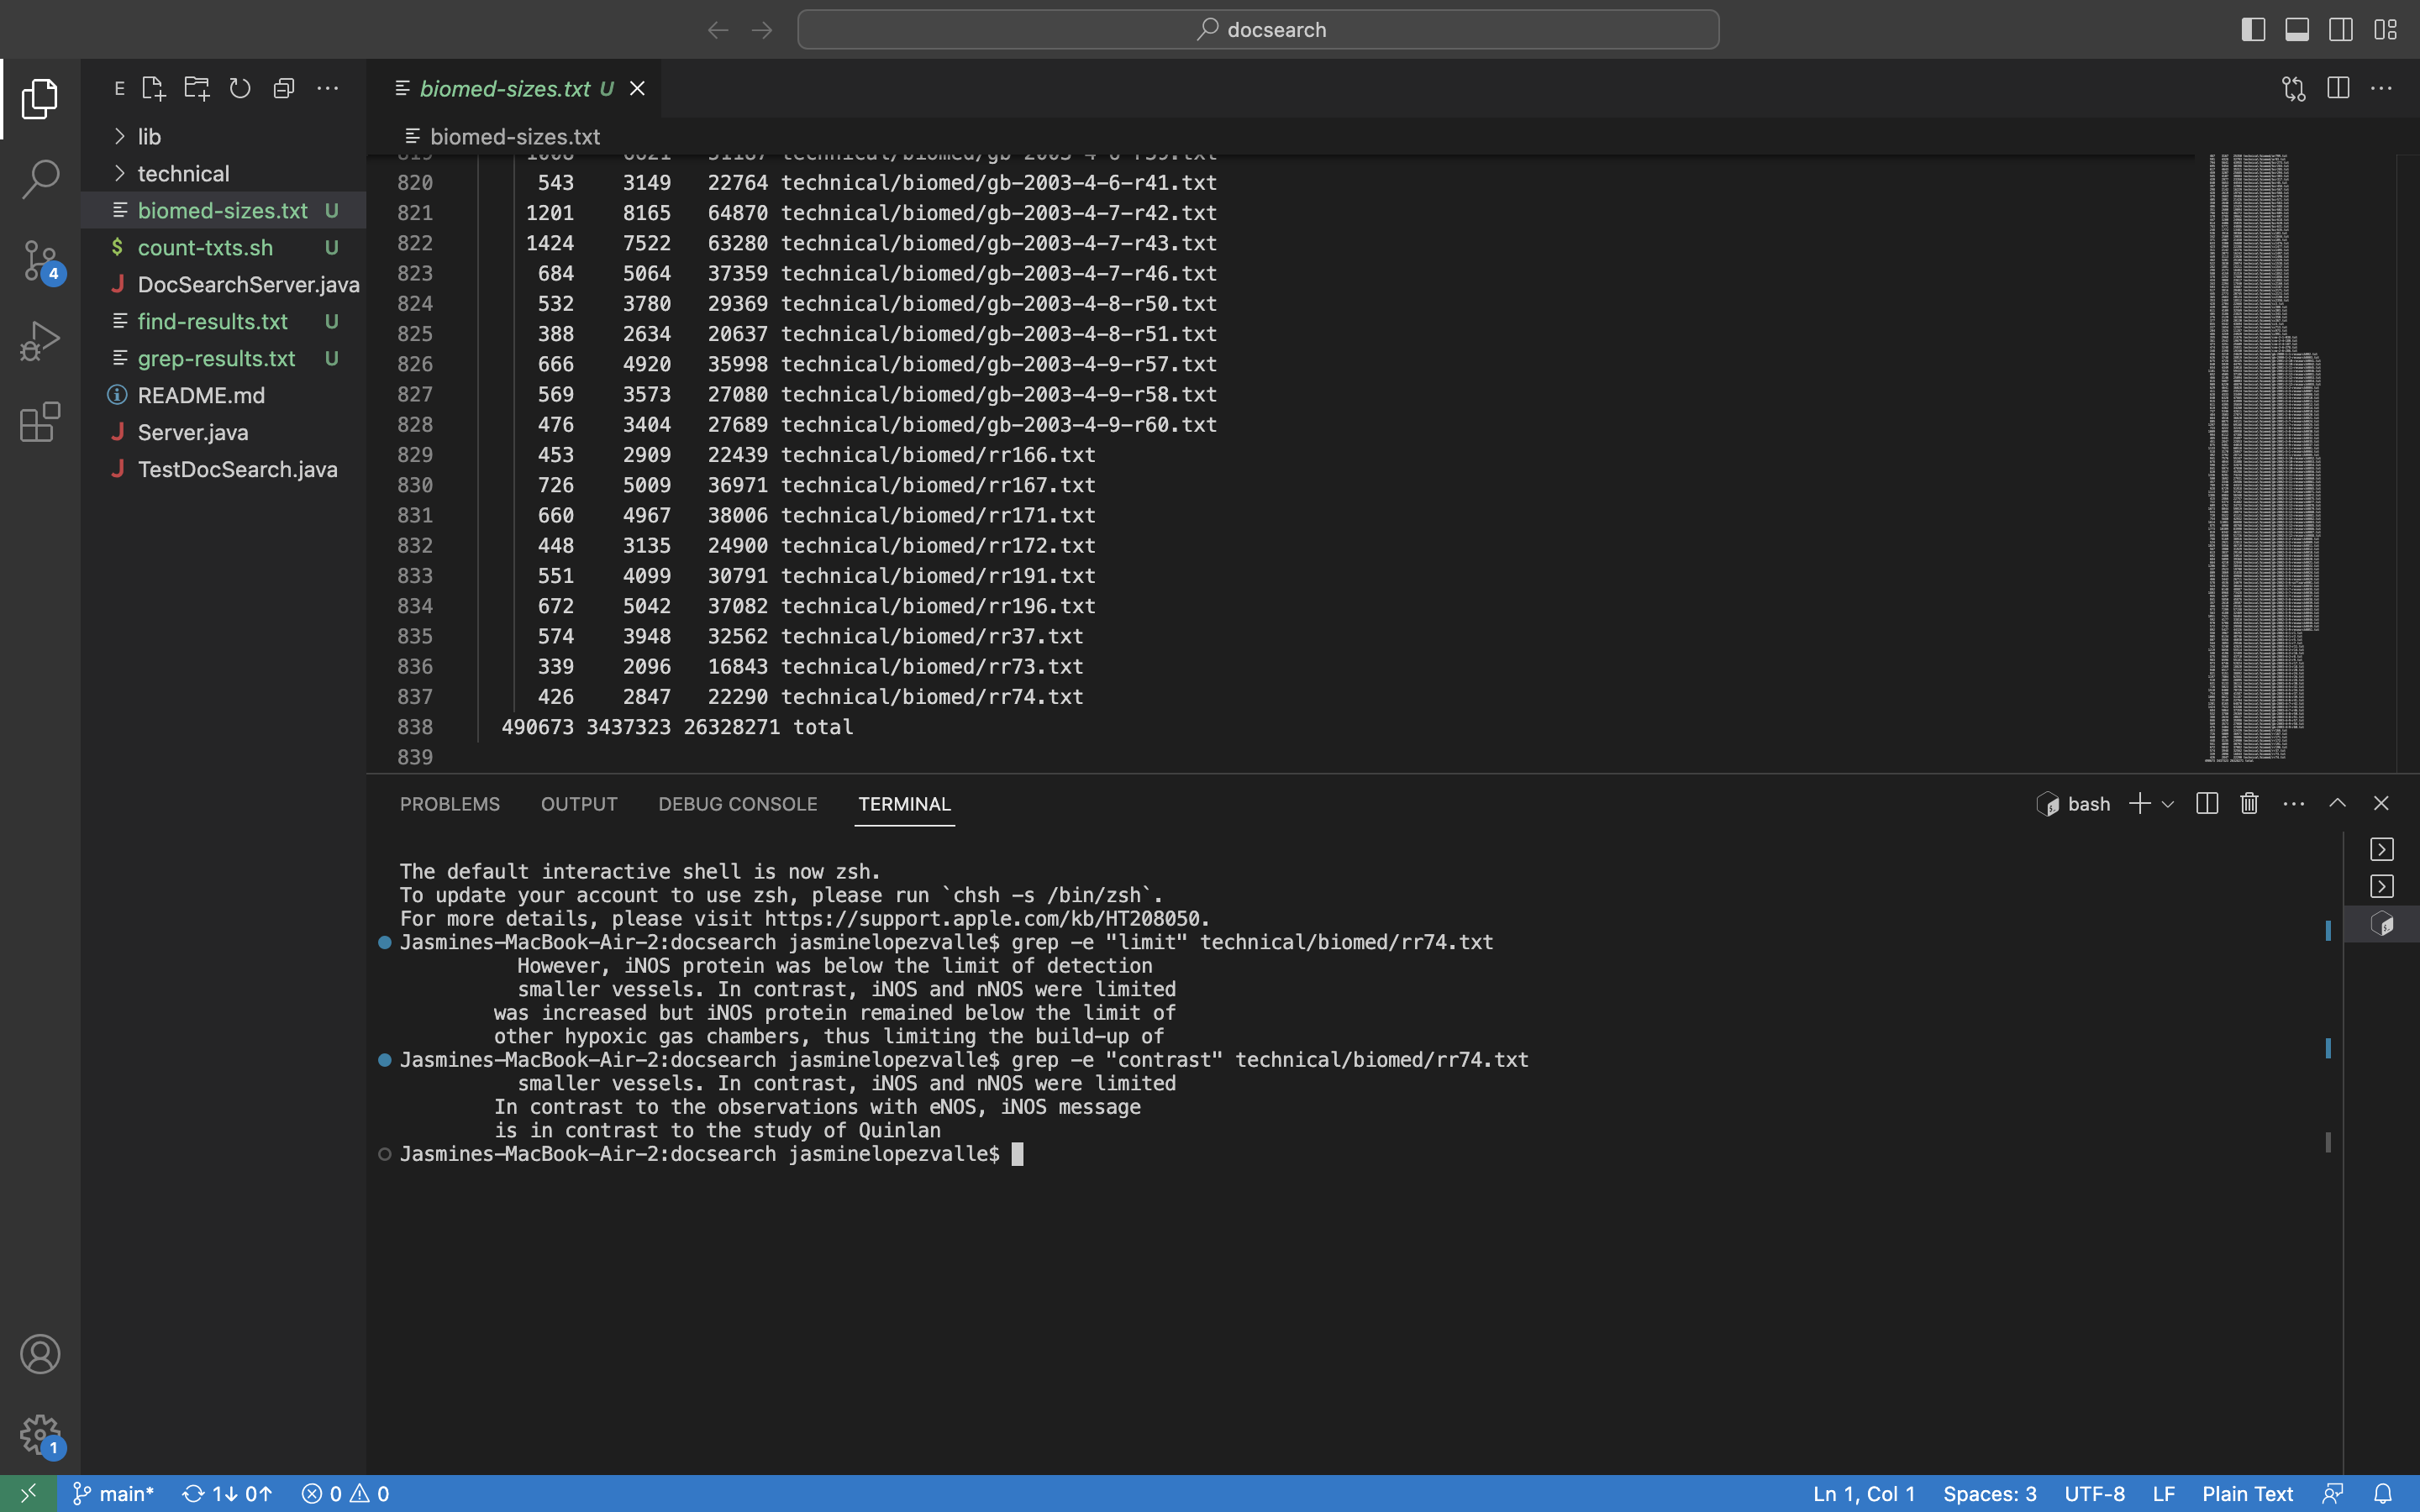 docsearch
E
lib
technical
biomed-sizes.txt U
count-txts.sh U
DocSearchServer.java
find-results.txt U
grep-results.txt U
README.md
Server.java
TestDocSearch.java
4
1
biomed-sizes.txt U
biomed-sizes.txt
820 543 3149 22764 technical/biomed/gb-2003-4-6-r41.txt
821 1201 8165 64870 technical/biomed/gb-2003-4-7-r42.txt
822 1424 7522 63280 technical/biomed/gb-2003-4-7-r43.txt
823 684 5064 37359 technical/biomed/gb-2003-4-7-r46.txt
824 532 3780 29369 technical/biomed/gb-2003-4-8-r50.txt
825 388 2634 20637 technical/biomed/gb-2003-4-8-r51.txt
826 666 4920 35998 technical/biomed/gb-2003-4-9-r57.txt
827 569 3573 27080 technical/biomed/gb-2003-4-9-r58.txt
828 476 3404 27689 technical/biomed/gb-2003-4-9-r60.txt
829 453 2909 22439 technical/biomed/rr166.txt
830 726 5009 36971 technical/biomed/rr167.txt
831 660 4967 38006 technical/biomed/rr171.txt
832 448 3135 24900 technical/biomed/rr172.txt
833 551 4099 30791 technical/biomed/rr191.txt
834 672 5042 37082 technical/biomed/rr196.txt
835 574 3948 32562 technical/biomed/rr37.txt
836 339 2096 16843 technical/biomed/rr73.txt
837 426 2847 22290 technical/biomed/rr74.txt
838 490673 3437323 26328271 total
839
PROBLEMS OUTPUT DEBUG CONSOLE TERMINAL bash
The default interactive shell is now zsh.
To update your account to use zsh, please run `chsh -s /bin/zsh`.
For more details, please visit https://support.apple.com/kb/HT208050.
Jasmines-MacBook-Air-2:docsearch jasminelopezvalle$ grep -e "limit" technical/biomed/rr74.txt
However, iNOS protein was below the limit of detection
smaller vessels. In contrast, iNOS and nNOS were limited
was increased but iNOS protein remained below the limit of
other hypoxic gas chambers, thus limiting the build-up of
Jasmines-MacBook-Air-2:docsearch jasminelopezvalle$ grep -e "contrast" technical/biomed/rr74.txt
smaller vessels. In contrast, iNOS and nNOS were limited
In contrast to the observations with eNOS, iNOS message
is in contrast to the study of Quinlan
Jasmines-MacBook-Air-2:docsearch jasminelopezvalle$
main* 1↓ 0↑ 0 0 Ln 1, Col 1 Spaces: 3 UTF-8 LF Plain Text